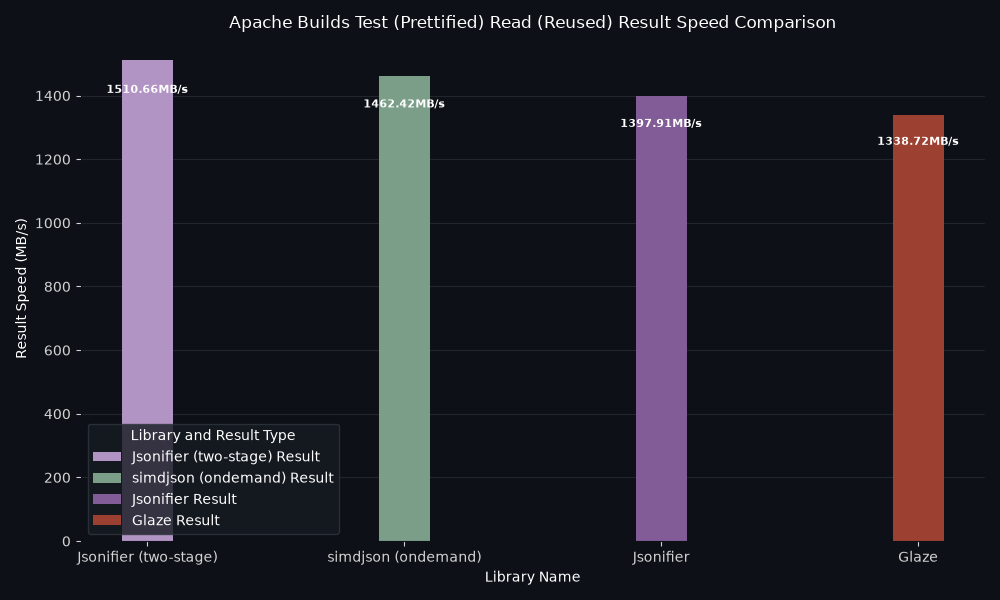 Apache Builds Test (Prettified) Read (Reused) Result Speed Comparison
1510.66MB/s
1462.42MB/s
1397.91MB/s
1338.72MB/s
Result Speed (MB/s)
1400
1200
1000
800
600
400
200
0
Library and Result Type
Jsonifier (two-stage) Result
simdjson (ondemand) Result
Jsonifier Result
Glaze Result
Jsonifier (two-stage)
simdjson (ondemand)
Jsonifier
Glaze
Library Name